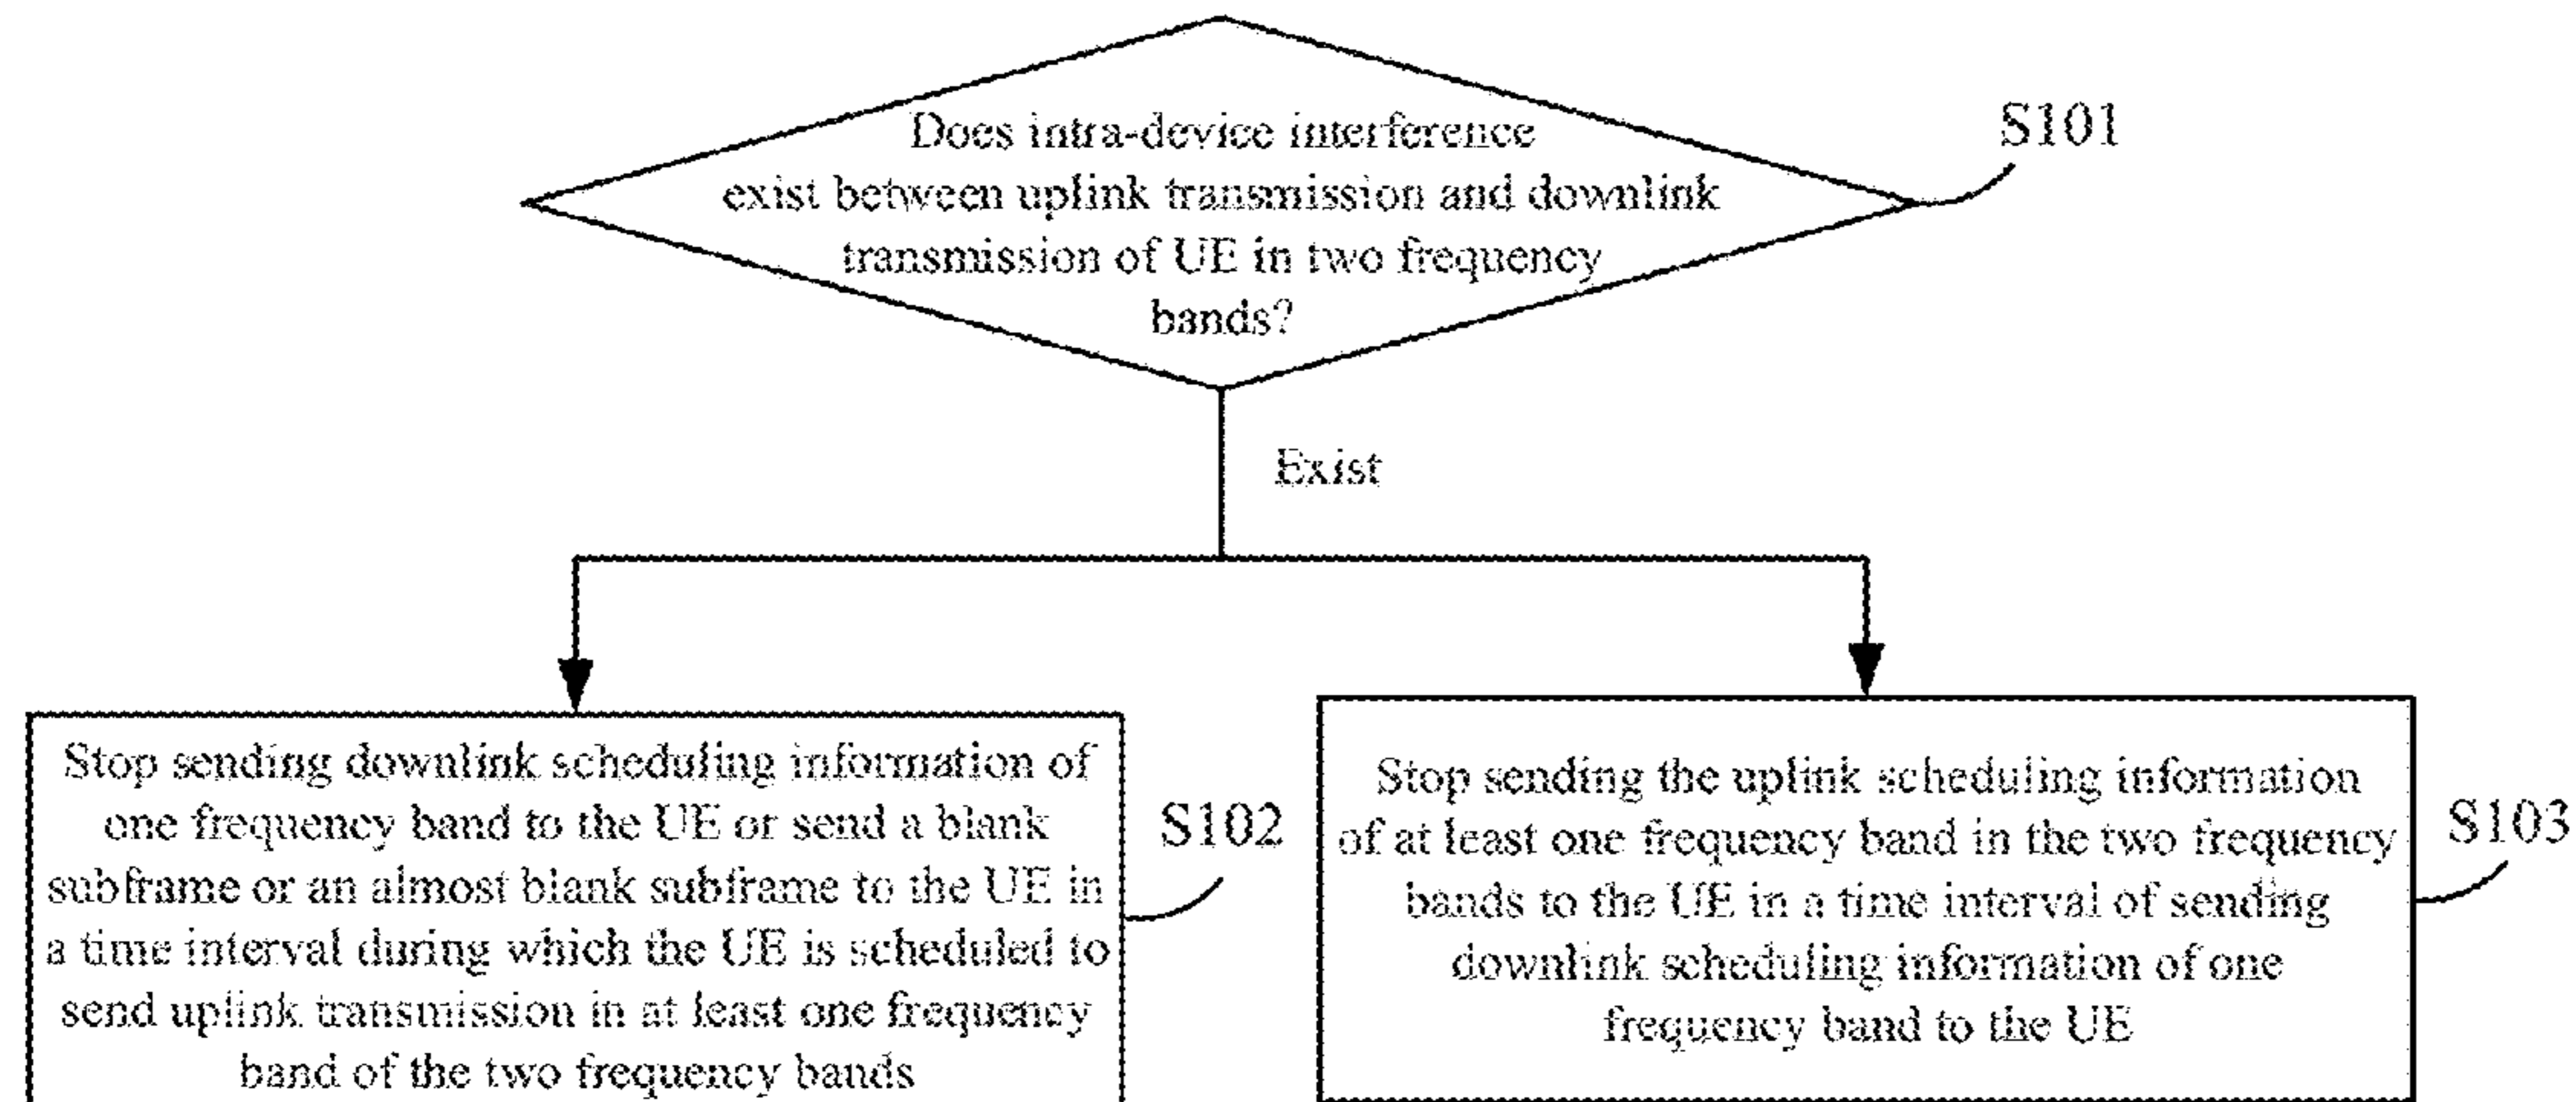 Does intra-device interference
exist between uplink transmission and downlink
transmission of UE in two frequency
bands?
S101
Exist
Stop sending downlink scheduling information of
one frequency band to the UE or send a blank
subframe or an almost blank subframe to the UE in
a time interval during which the UE is scheduled to
send uplink transmission in at least one frequency
band of the two frequency bands
S102
Stop sending the uplink scheduling information
of at least one frequency band in the two frequency
bands to the UE in a time interval of sending
downlink scheduling information of one
frequency band to the UE
S103